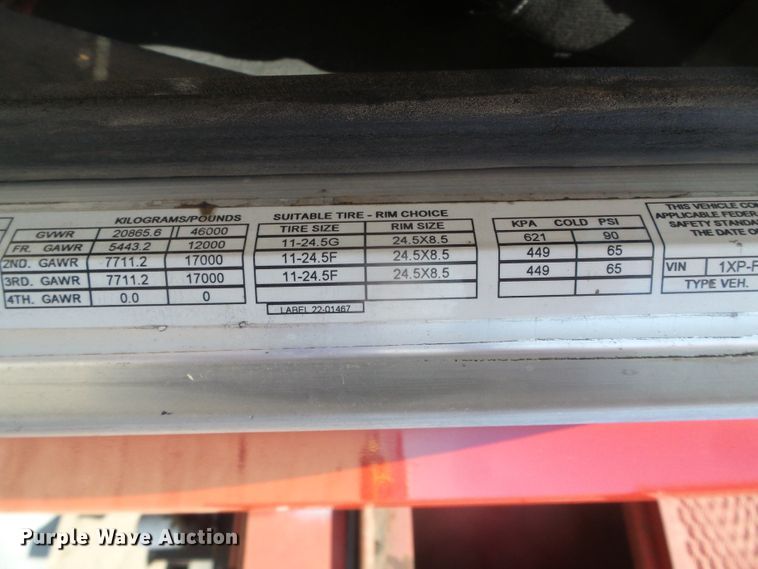 KILOGRAMS/POUNDS
GVWR 20865.6 46000
FR. GAWR 5443.2 12000
2ND. GAWR 7711.2 17000
3RD. GAWR 7711.2 17000
4TH. GAWR 0.0 0
SUITABLE TIRE - RIM CHOICE
TIRE SIZE RIM SIZE
11-24.5G 24.5X8.5
11-24.5F 24.5X8.5
11-24.5F 24.5X8.5
LABEL 22-01467
KPA COLD PSI
621 90
449 65
449 65
THIS VEHICLE CON
APPLICABLE FEDER
SAFETY STANDA
THE DATE O
VIN 1XP-F
TYPE VEH.
Purple Wave Auction